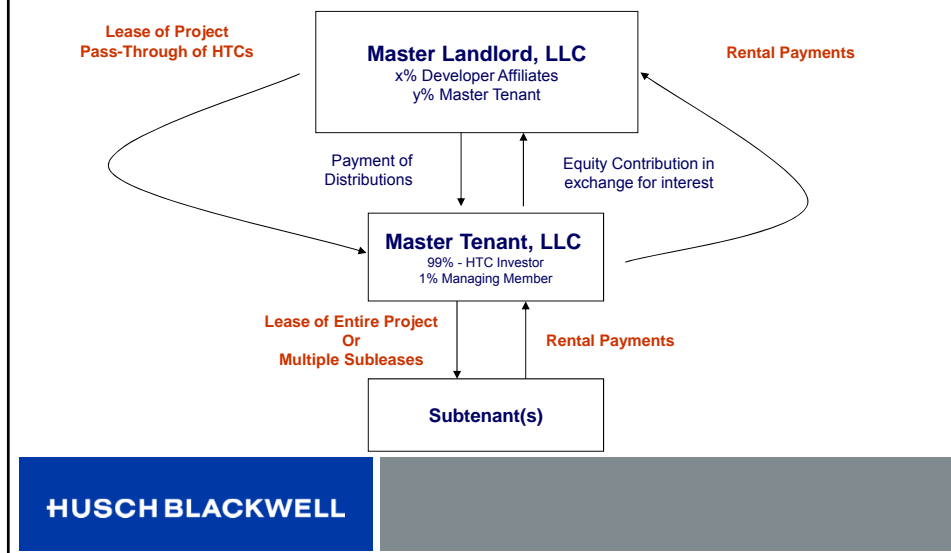 Lease of Project
Pass-Through of HTCs
Master Landlord, LLC
x% Developer Affiliates
y% Master Tenant
Rental Payments
Payment of
Distributions
Equity Contribution in
exchange for interest
Master Tenant, LLC
99% - HTC Investor
1% Managing Member
Lease of Entire Project
Or
Multiple Subleases
Rental Payments
Subtenant(s)
HUSCH BLACKWELL